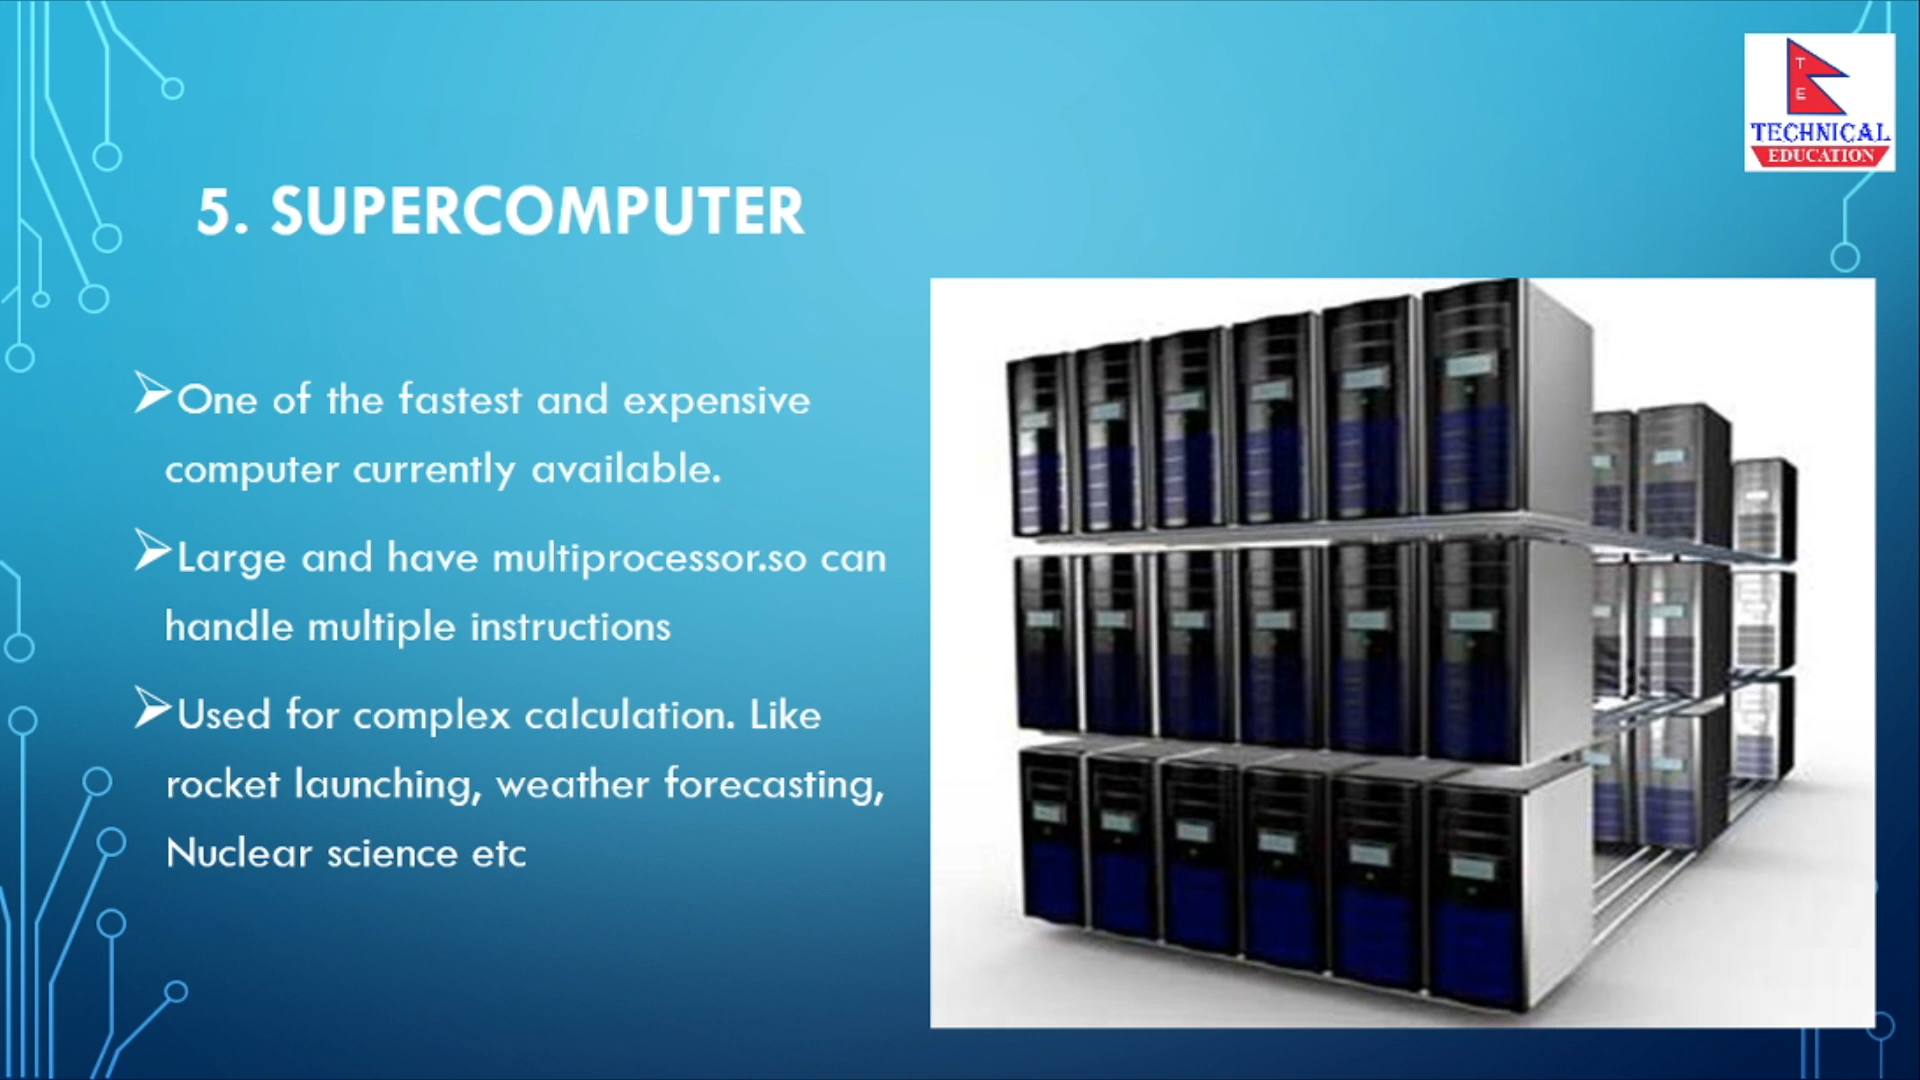 T
E
TECHNICAL
EDUCATION
5. SUPERCOMPUTER
➢One of the fastest and expensive
computer currently available.
➢Large and have multiprocessor.so can
handle multiple instructions
➢Used for complex calculation. Like
rocket launching, weather forecasting,
Nuclear science etc